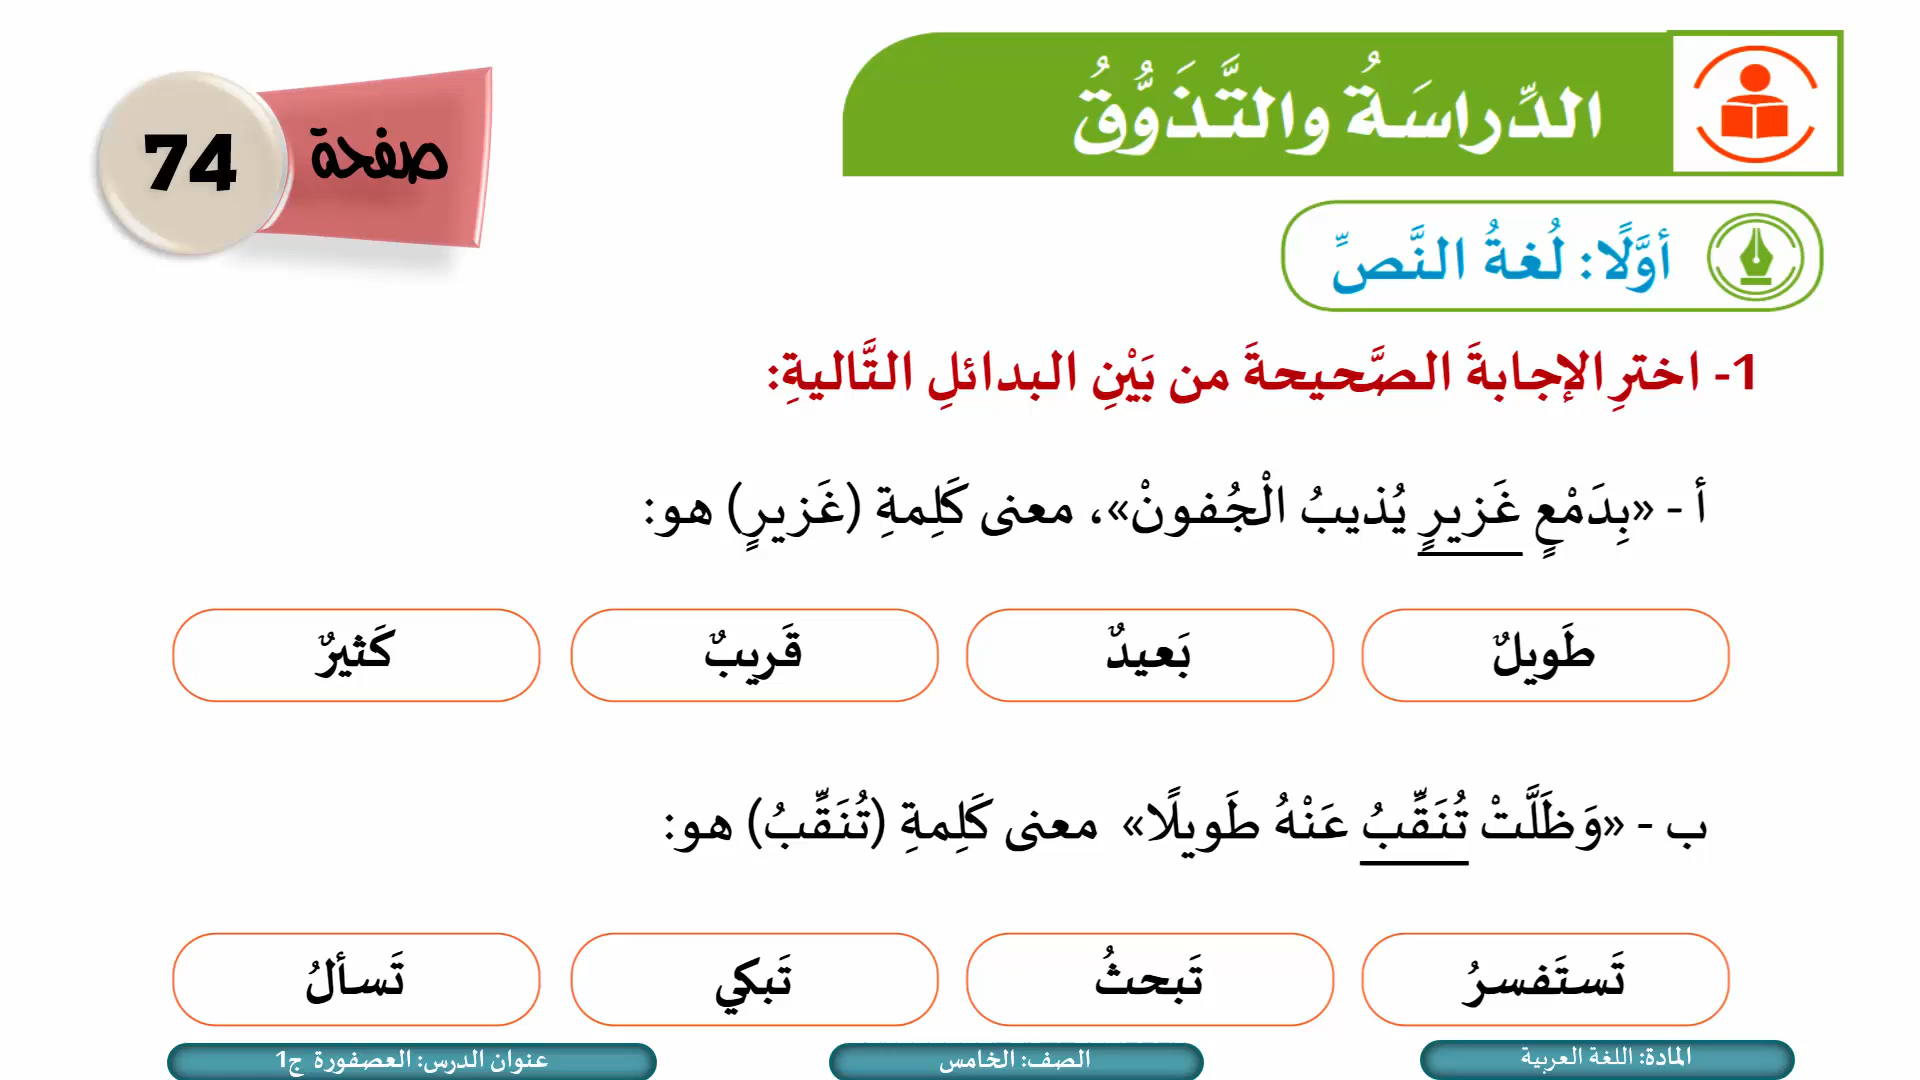 الدِّراسَةُ والتَّذَوُّقُ
صفحة 74
أوَّلًا: لُغةُ النَّصِّ
1- اخترِ الإجابةَ الصَّحيحةَ من بَيْنِ البدائلِ التَّاليةِ:
أ - «بِدَمْعٍ غَزيرٍ يُذيبُ الْجُفونْ»، معنى كَلِمةِ (غَزيرٍ) هو:
طَويلٌ بَعيدٌ قَريبٌ كَثيرٌ
ب - «وَظَلَّتْ تُنَقِّبُ عَنْهُ طَويلًا» معنى كَلِمةِ (تُنَقِّبُ) هو:
تَستَفسرُ تَبحثُ تَبكي تَسألُ
المادة: اللغة العربية الصف: الخامس عنوان الدرس: العصفورة ج1